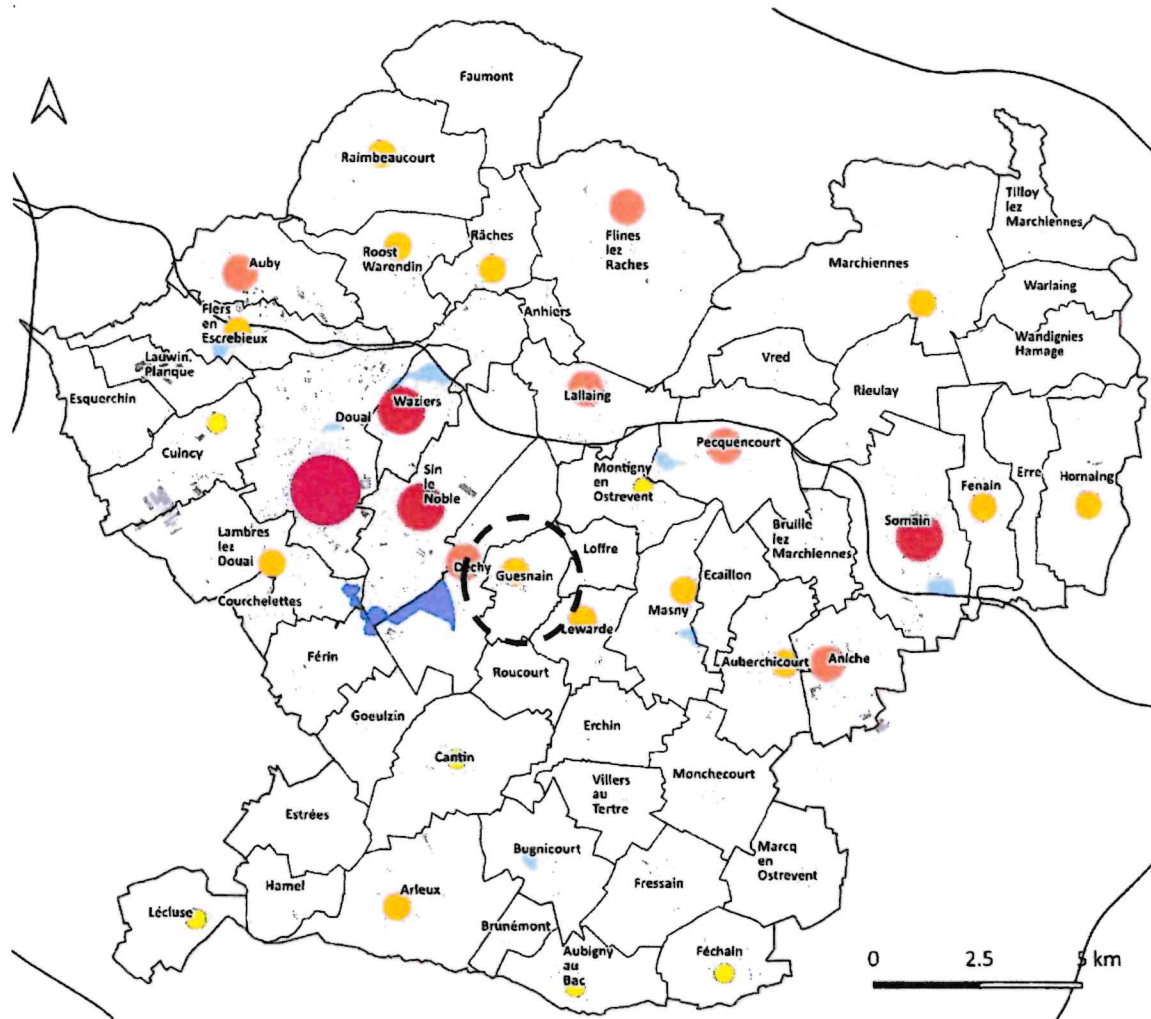 Faumont
Raimbeaucourt
Tilloy
lez
Marchiennes
Râches
Flines
lez
Raches
Roost
Warendin
Auby
Marchiennes
Warlaing
Anhiers
Flers
en
Escrebieux
Wandignies
Hamage
Lauwin
Planque
Vred
Esquerchin
Rieulay
Lallaing
Waziers
Douai
Pecquencourt
Cuincy
Sin
le
Noble
Montigny
en
Ostrevent
Fenain
Erre
Hornaing
Somain
Bruille
lez
Marchiennes
Lambres
lez
Douai
Loffre
Dechy
Guesnain
Ecaillon
Courchelettes
Masny
Lewarde
Férin
Roucourt
Auberchicourt
Aniche
Goeulzin
Erchin
Cantin
Monchecourt
Villers
au
Tertre
Estrées
Bugnicourt
Marcq
en
Ostrevent
Hamel
Arleux
Fressain
Lécluse
Brunémont
Aubigny
au
Bac
Féchain
0 2.5 5 km